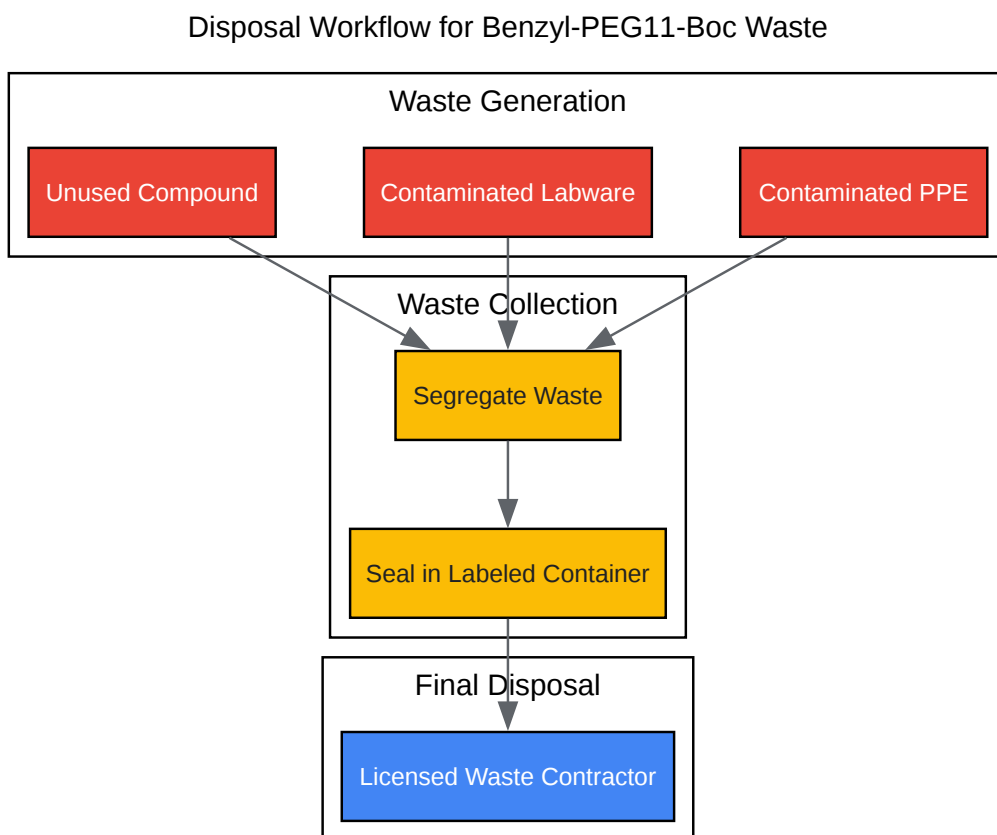 Disposal Workflow for Benzyl-PEG11-Boc Waste
Waste Generation
Unused Compound
Contaminated Labware
Contaminated PPE
Waste Collection
Segregate Waste
Seal in Labeled Container
Final Disposal
Licensed Waste Contractor